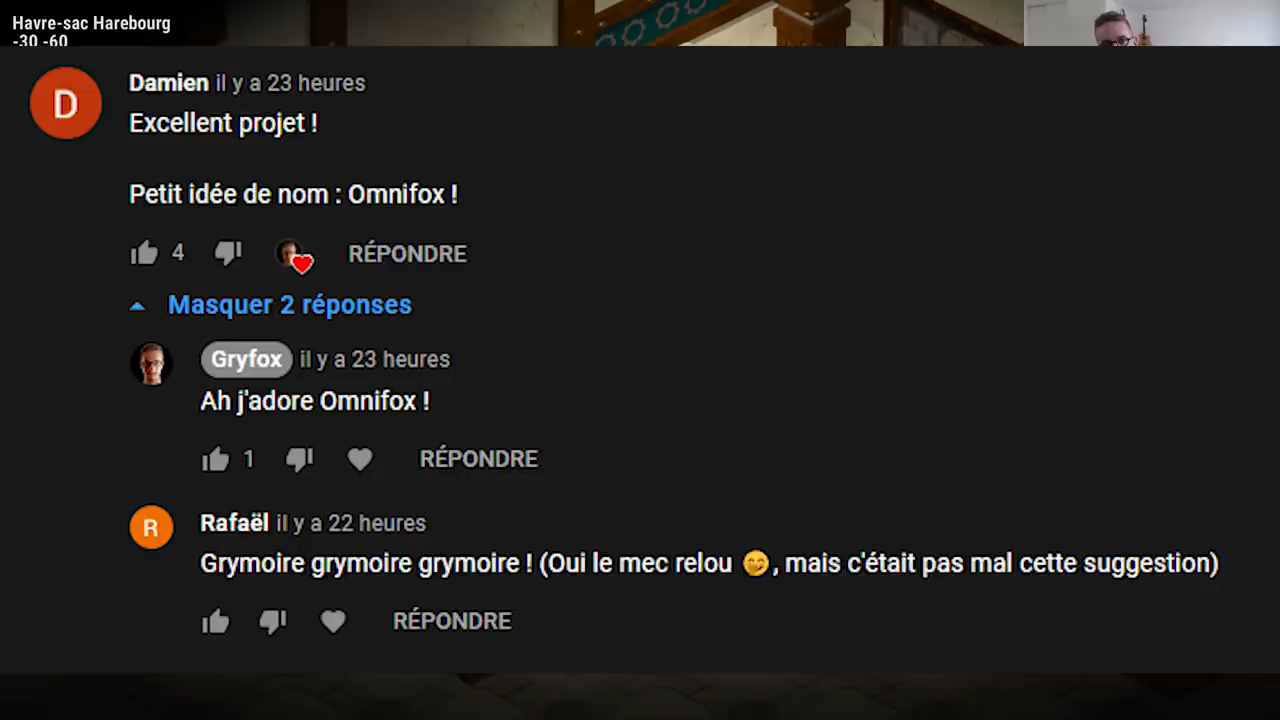 Havre-sac Harebourg
-30 -60
D
Damien il y a 23 heures
Excellent projet !
Petit idée de nom : Omnifox !
4 RÉPONDRE
Masquer 2 réponses
Gryfox il y a 23 heures
Ah j'adore Omnifox !
1 RÉPONDRE
R
Rafaël il y a 22 heures
Grymoire grymoire grymoire ! (Oui le mec relou 😋, mais c'était pas mal cette suggestion)
RÉPONDRE